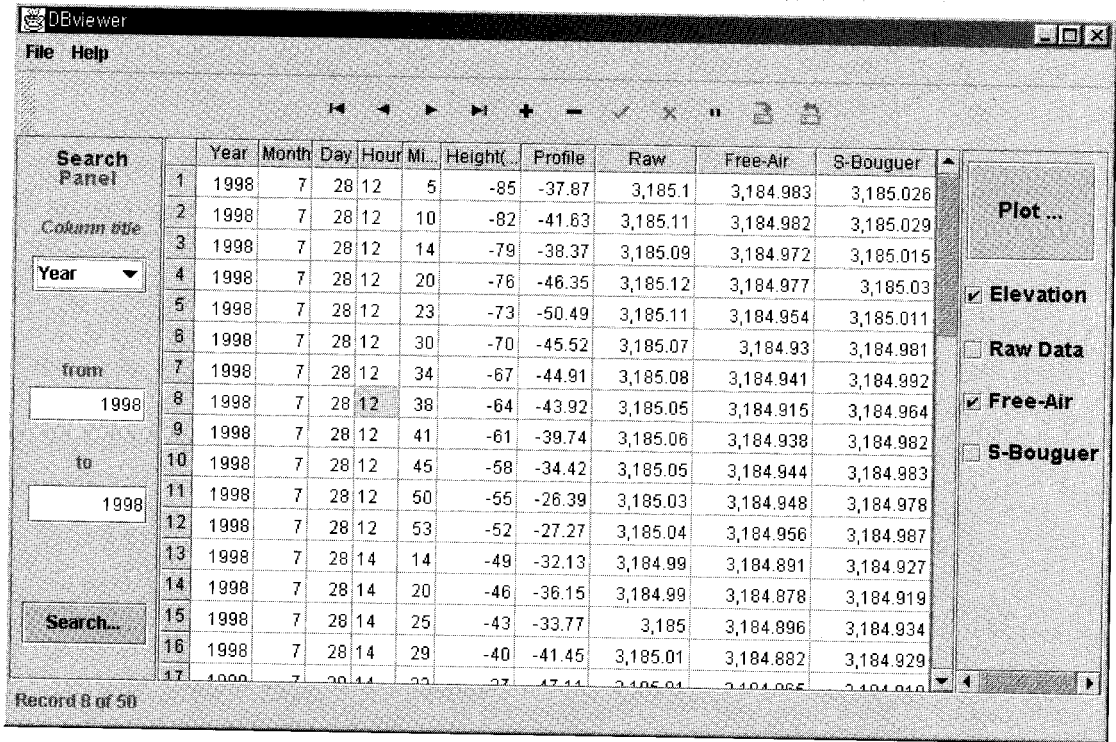 DBviewer
File Help
Search Panel
Column title
Year
from
1998
to
1998
Search...
Year Month Day Hour Mi... Height(... Profile Raw Free-Air S-Bouguer
1 1998 7 28 12 5 -85 -37.87 3,185.1 3,184.983 3,185.026
2 1998 7 28 12 10 -82 -41.63 3,185.11 3,184.982 3,185.029
3 1998 7 28 12 14 -79 -38.37 3,185.09 3,184.972 3,185.015
4 1998 7 28 12 20 -76 -46.35 3,185.12 3,184.977 3,185.03
5 1998 7 28 12 23 -73 -50.49 3,185.11 3,184.954 3,185.011
6 1998 7 28 12 30 -70 -45.52 3,185.07 3,184.93 3,184.981
7 1998 7 28 12 34 -67 -44.91 3,185.08 3,184.941 3,184.992
8 1998 7 28 12 38 -64 -43.92 3,185.05 3,184.915 3,184.964
9 1998 7 28 12 41 -61 -39.74 3,185.06 3,184.938 3,184.982
10 1998 7 28 12 45 -58 -34.42 3,185.05 3,184.944 3,184.983
11 1998 7 28 12 50 -55 -26.39 3,185.03 3,184.948 3,184.978
12 1998 7 28 12 53 -52 -27.27 3,185.04 3,184.956 3,184.987
13 1998 7 28 14 14 -49 -32.13 3,184.99 3,184.891 3,184.927
14 1998 7 28 14 20 -46 -36.15 3,184.99 3,184.878 3,184.919
15 1998 7 28 14 25 -43 -33.77 3,185 3,184.896 3,184.934
16 1998 7 28 14 29 -40 -41.45 3,185.01 3,184.882 3,184.929
17
Plot ...
Elevation
Raw Data
Free-Air
S-Bouguer
Record 8 of 50